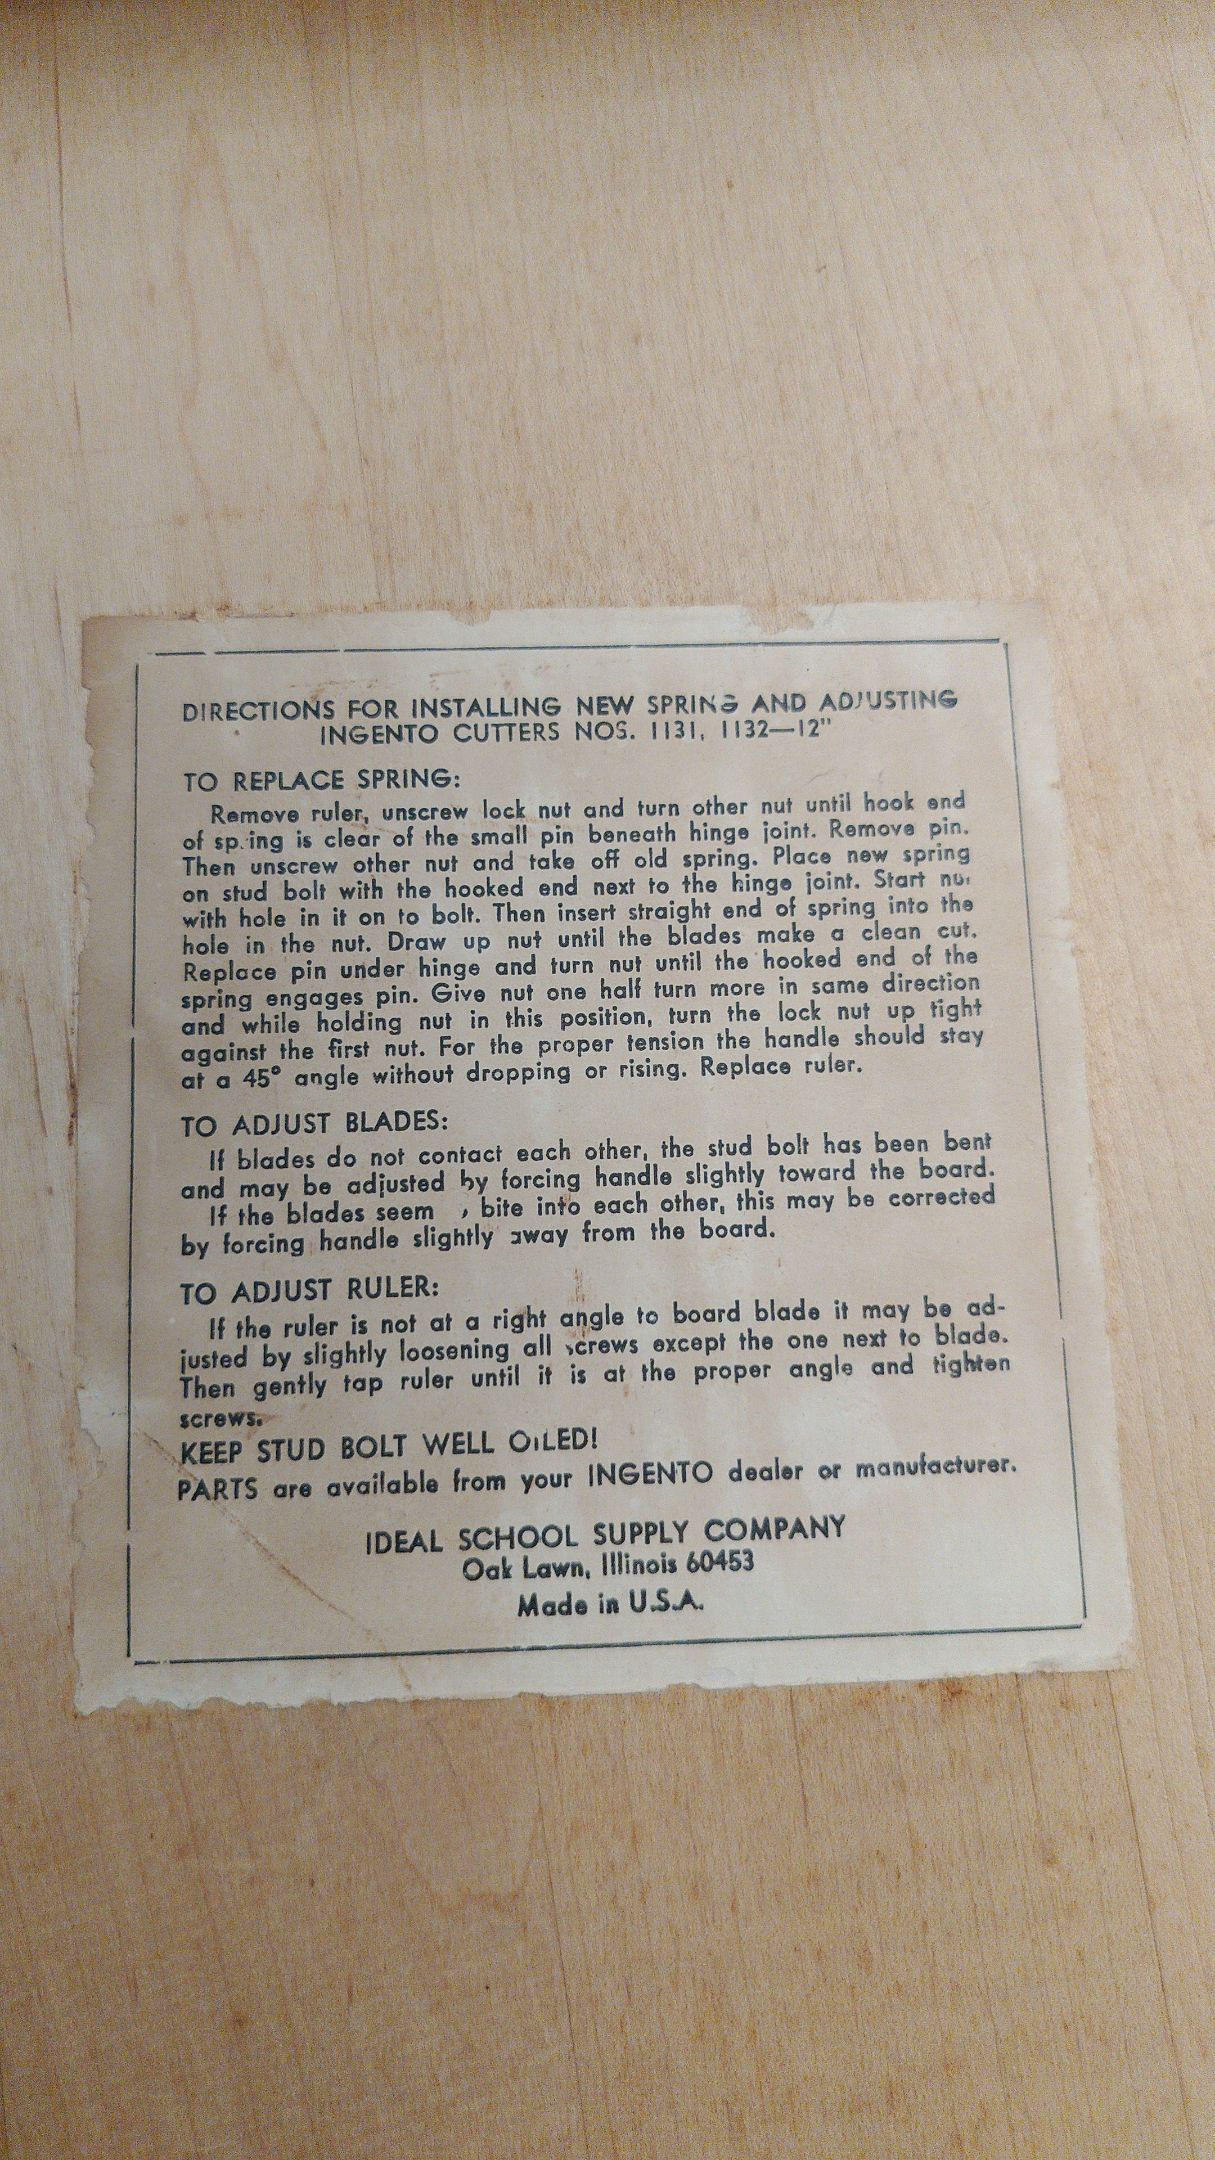 DIRECTIONS FOR INSTALLING NEW SPRING AND ADJUSTING
INGENTO CUTTERS NOS. 1131, 1132—12"
TO REPLACE SPRING:
Remove ruler, unscrew lock nut and turn other nut until hook end
of spring is clear of the small pin beneath hinge joint. Remove pin.
Then unscrew other nut and take off old spring. Place new spring
on stud bolt with the hooked end next to the hinge joint. Start nut
with hole in it on to bolt. Then insert straight end of spring into the
hole in the nut. Draw up nut until the blades make a clean cut.
Replace pin under hinge and turn nut until the hooked end of the
spring engages pin. Give nut one half turn more in same direction
and while holding nut in this position, turn the lock nut up tight
against the first nut. For the proper tension the handle should stay
at a 45° angle without dropping or rising. Replace ruler.
TO ADJUST BLADES:
If blades do not contact each other, the stud bolt has been bent
and may be adjusted by forcing handle slightly toward the board.
If the blades seem bite into each other, this may be corrected
by forcing handle slightly away from the board.
TO ADJUST RULER:
If the ruler is not at a right angle to board blade it may be ad-
justed by slightly loosening all screws except the one next to blade.
Then gently tap ruler until it is at the proper angle and tighten
screws.
KEEP STUD BOLT WELL OILED!
PARTS are available from your INGENTO dealer or manufacturer.
IDEAL SCHOOL SUPPLY COMPANY
Oak Lawn, Illinois 60453
Made in U.S.A.